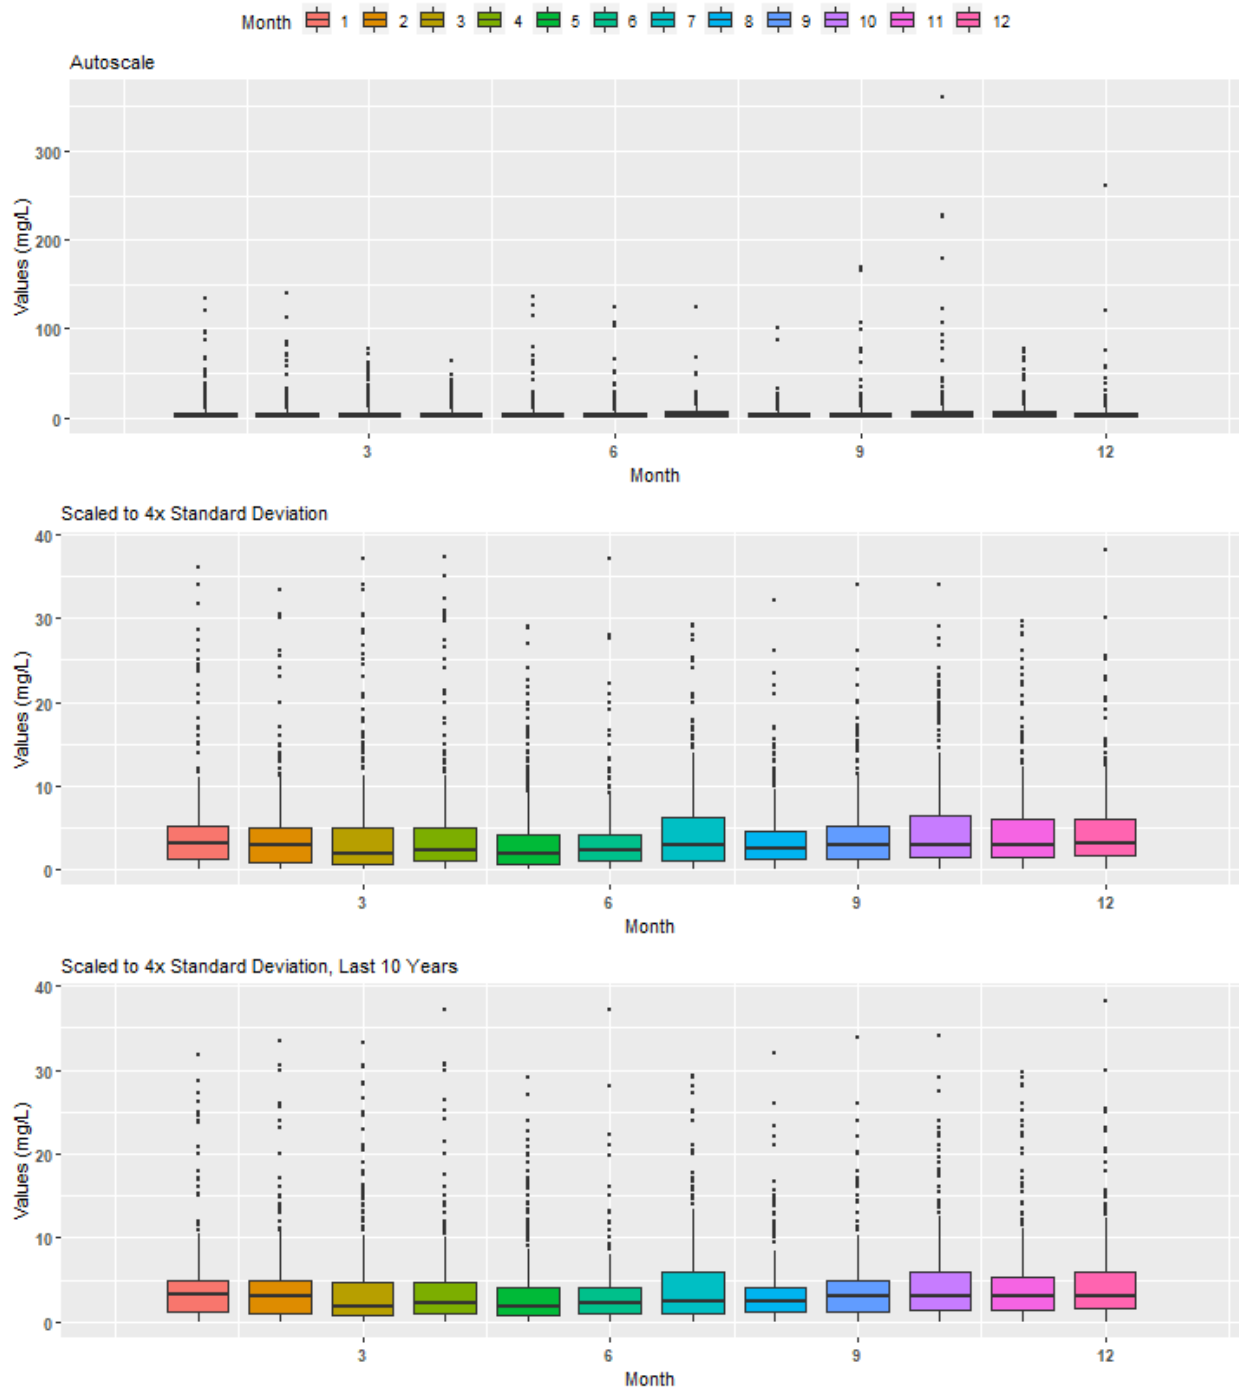 Month 1 2 3 4 5 6 7 8 9 10 11 12
Autoscale
Values (mg/L)
300
200
100
0
3 6 9 12
Month
Scaled to 4x Standard Deviation
Values (mg/L)
40
30
20
10
0
3 6 9 12
Month
Scaled to 4x Standard Deviation, Last 10 Years
Values (mg/L)
40
30
20
10
0
3 6 9 12
Month